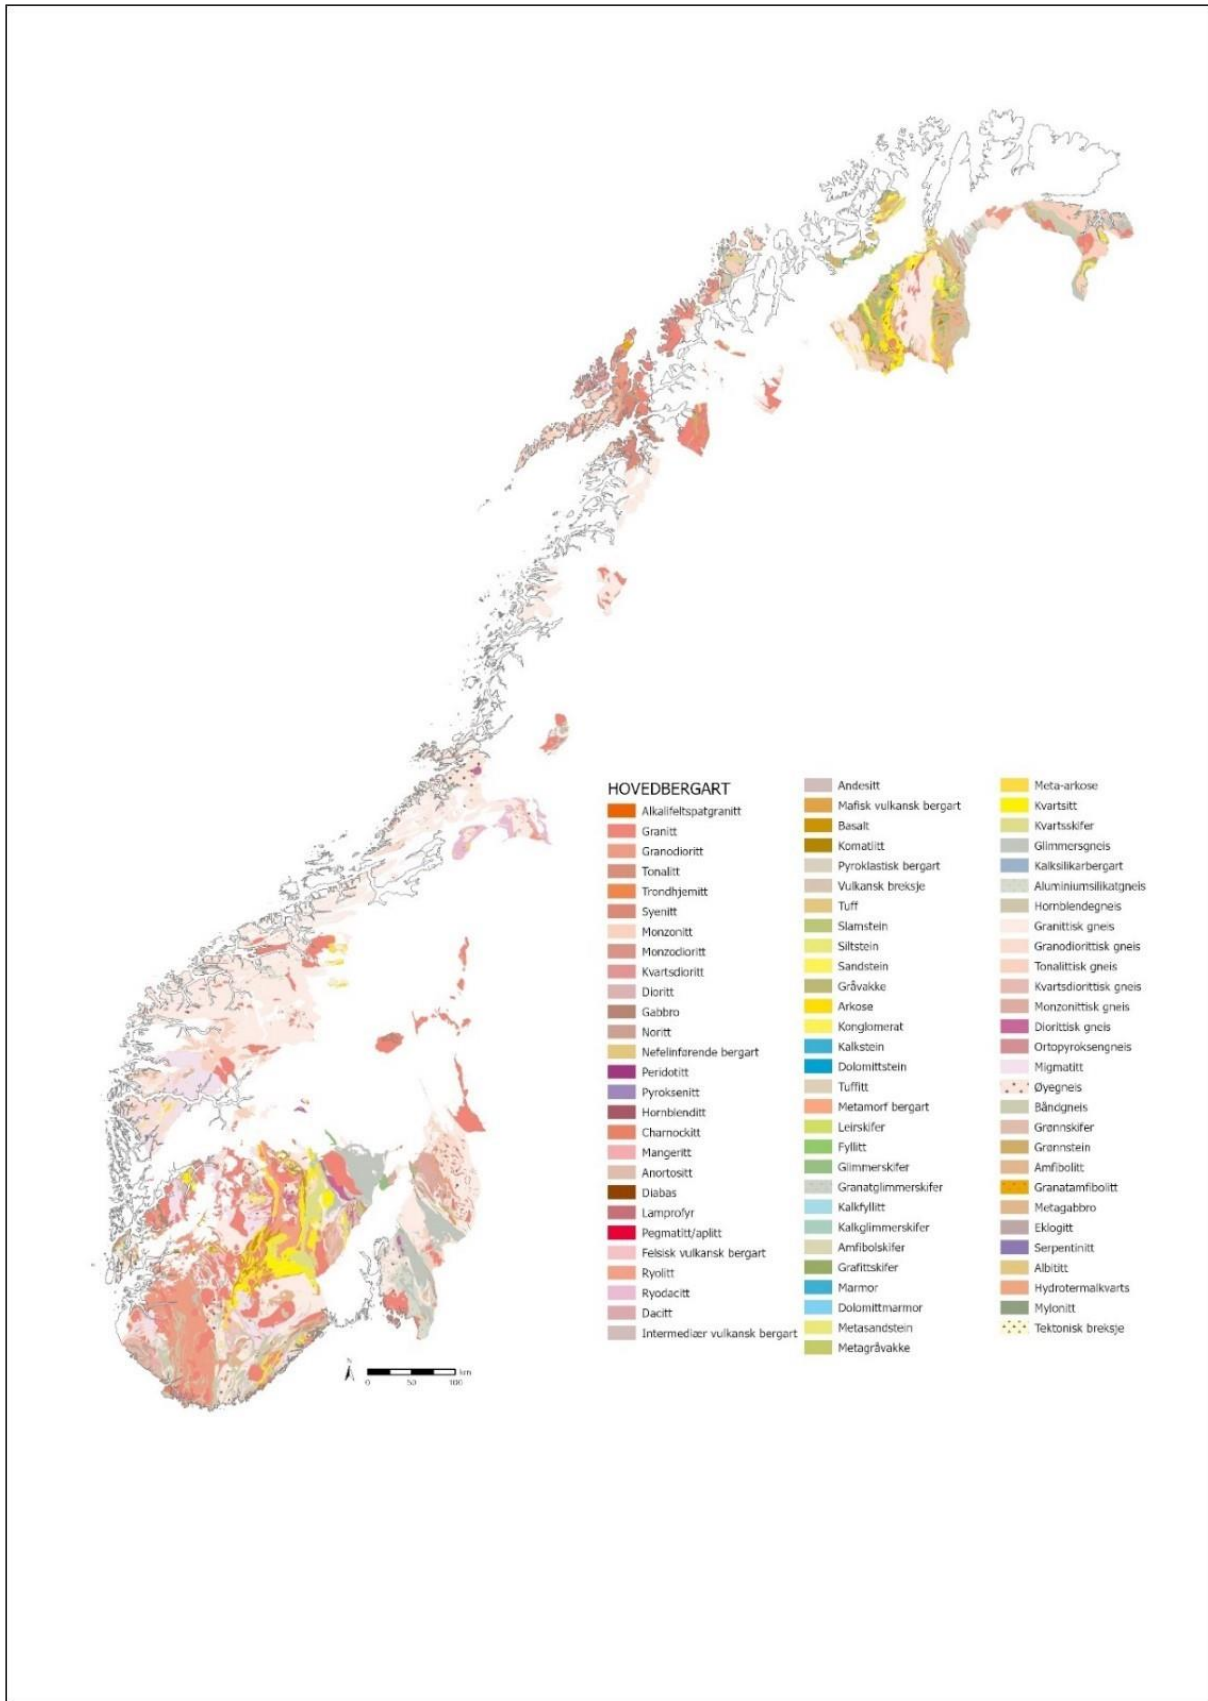 HOVEDBERGART
Alkalifeltspatgranitt
Granitt
Granodioritt
Tonalitt
Trondhjemitt
Syenitt
Monzonitt
Monzodioritt
Kvartsdioritt
Dioritt
Gabbro
Noritt
Nefelinførende bergart
Peridotitt
Pyroksenitt
Hornblenditt
Charnockitt
Mangeritt
Anortositt
Diabas
Lamprofyr
Pegmatitt/aplitt
Felsisk vulkansk bergart
Ryolitt
Ryodacitt
Dacitt
Intermediær vulkansk bergart
Andesitt
Mafisk vulkansk bergart
Basalt
Komatiitt
Pyroklastisk bergart
Vulkansk breksje
Tuff
Slamstein
Siltstein
Sandstein
Gråvakke
Arkose
Konglomerat
Kalkstein
Dolomittstein
Tuffitt
Metamorf bergart
Leirskifer
Fyllitt
Glimmerskifer
Granatglimmerskifer
Kalkfyllitt
Kalkglimmerskifer
Amfibolskifer
Grafittskifer
Marmor
Dolomittmarmor
Metasandstein
Metagråvakke
Meta-arkose
Kvartsitt
Kvartsskifer
Glimmersgneis
Kalksilikarbergart
Aluminiumsilikatgneis
Hornblendegneis
Granittisk gneis
Granodiorittisk gneis
Tonalittisk gneis
Kvartsdiorittisk gneis
Monzonittisk gneis
Diorittisk gneis
Ortopyroksengneis
Migmatitt
Øyegneis
Båndgneis
Grønnskifer
Grønnstein
Amfibolitt
Granatamfibolitt
Metagabbro
Eklogitt
Serpentinitt
Albititt
Hydrotermalkvarts
Mylonitt
Tektonisk breksje
N
km
0 50 100